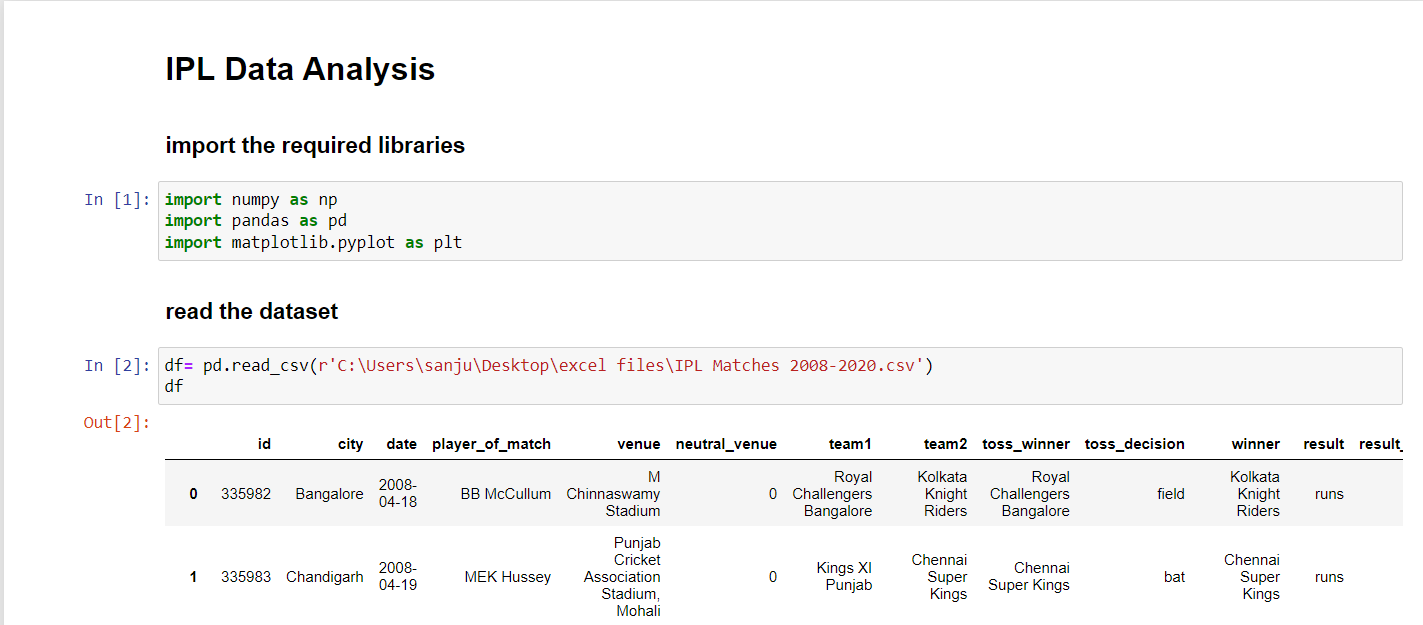 IPL Data Analysis
import the required libraries
In [1]: import numpy as np
import pandas as pd
import matplotlib.pyplot as plt
read the dataset
In [2]: df= pd.read_csv(r'C:\Users\sanju\Desktop\excel files\IPL Matches 2008-2020.csv')
df
Out[2]:
id city date player_of_match venue neutral_venue team1 team2 toss_winner toss_decision winner result result_
0 335982 Bangalore 2008-04-18 BB McCullum M Chinnaswamy Stadium 0 Royal Challengers Bangalore Kolkata Knight Riders Royal Challengers Bangalore field Kolkata Knight Riders runs
1 335983 Chandigarh 2008-04-19 MEK Hussey Punjab Cricket Association Stadium, Mohali 0 Kings XI Punjab Chennai Super Kings Chennai Super Kings bat Chennai Super Kings runs